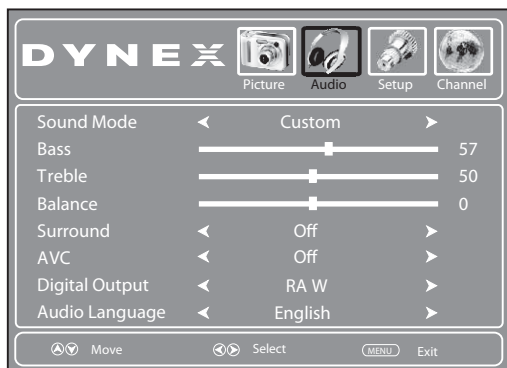 DYNEX
Picture Audio Setup Channel
Sound Mode Custom
Bass 57
Treble 50
Balance 0
Surround Off
AVC Off
Digital Output RA W
Audio Language English
Move Select MENU Exit